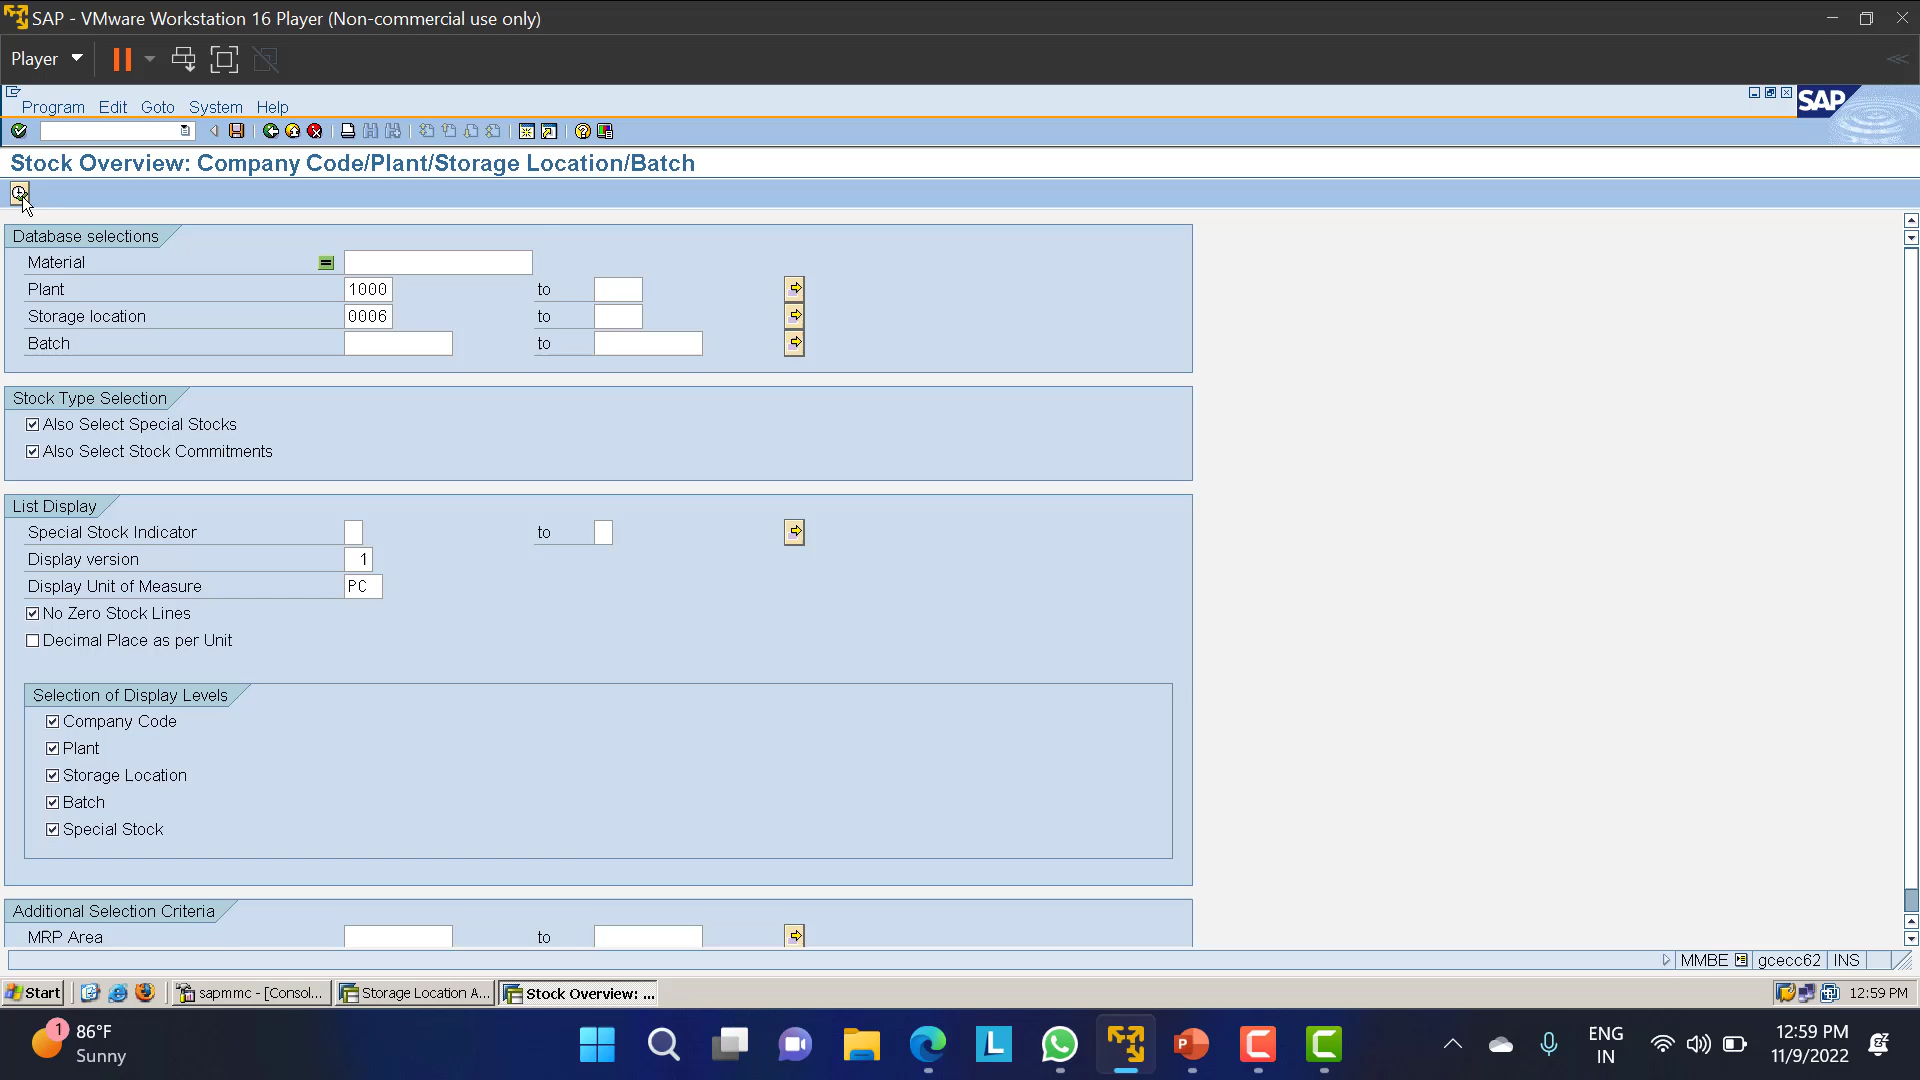 SAP - VMware Workstation 16 Player (Non-commercial use only)
Player
Program Edit Goto System Help
SAP
Stock Overview: Company Code/Plant/Storage Location/Batch
Database selections
Material
Plant 1000 to
Storage location 0006 to
Batch to
Stock Type Selection
Also Select Special Stocks
Also Select Stock Commitments
List Display
Special Stock Indicator to
Display version 1
Display Unit of Measure PC
No Zero Stock Lines
Decimal Place as per Unit
Selection of Display Levels
Company Code
Plant
Storage Location
Batch
Special Stock
Additional Selection Criteria
MRP Area to
MMBE gcecc62 INS
Start sapmmc - [Consol... Storage Location A... Stock Overview: ... 12:59 PM
1 86°F
Sunny
L
P
C
C
ENG
IN
12:59 PM
11/9/2022